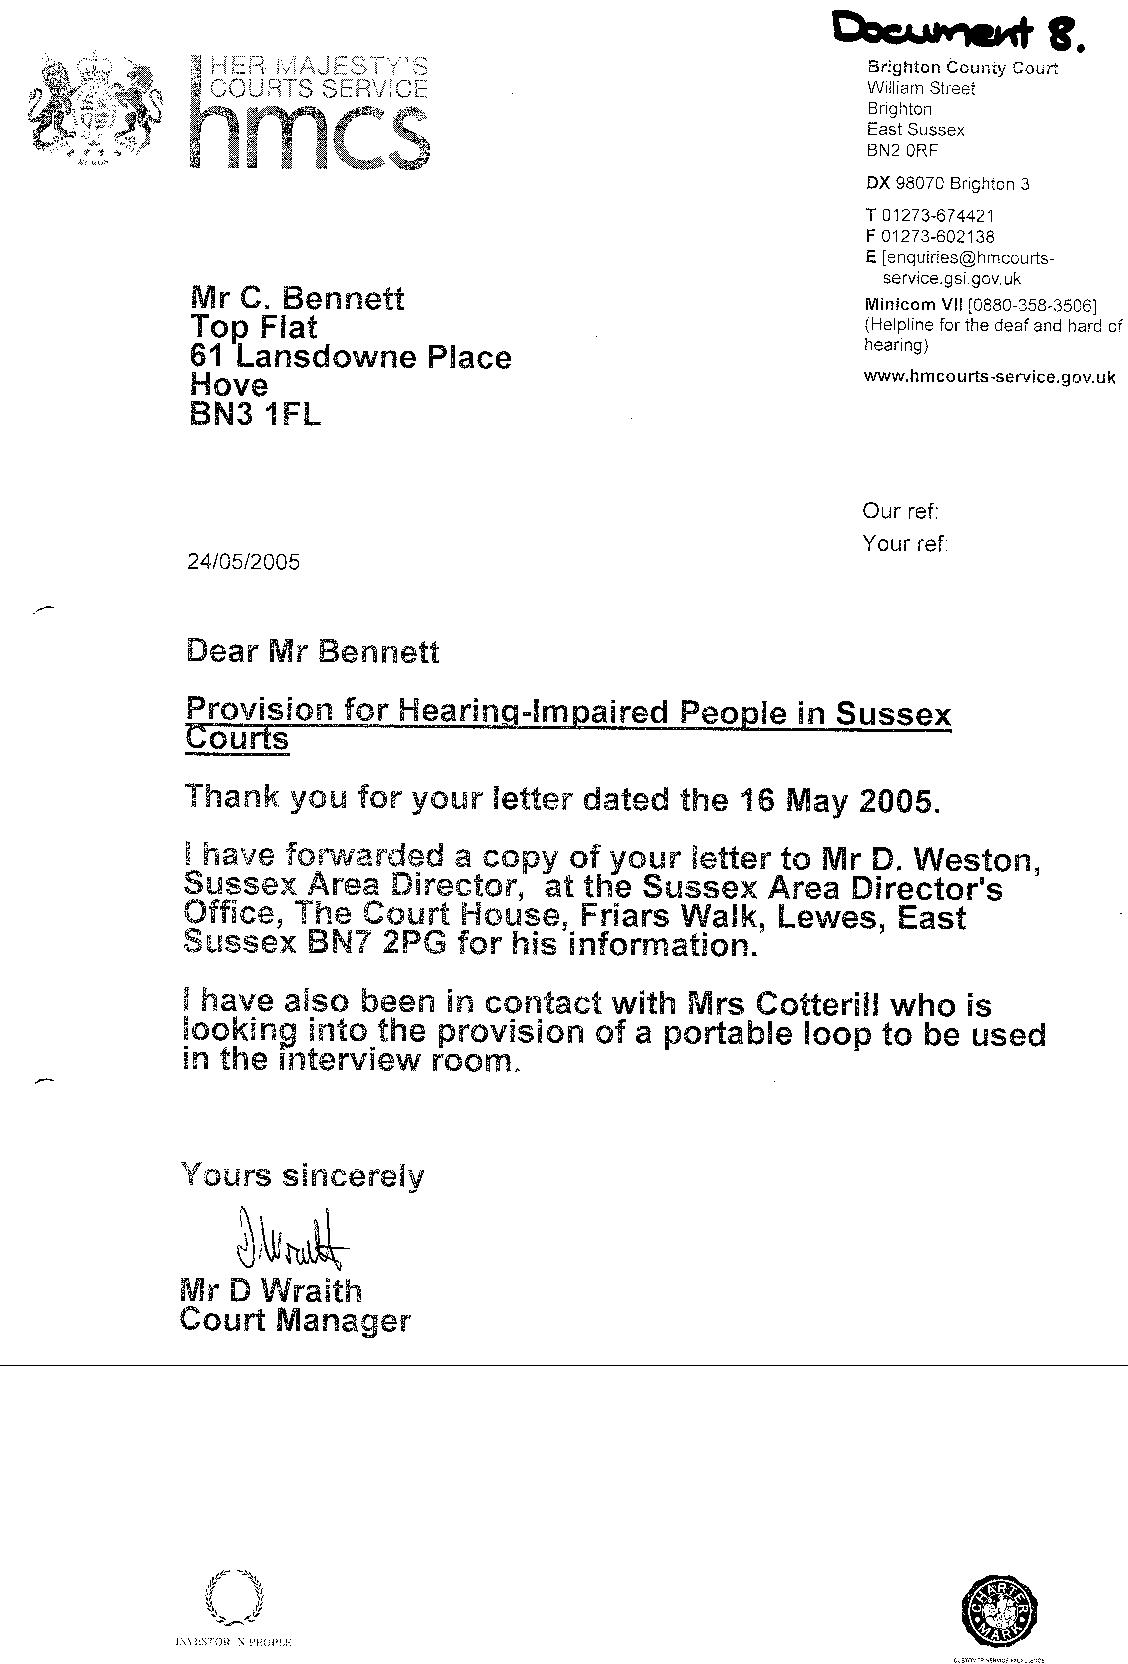 Document 8.
HER MAJESTY'S
COURTS SERVICE
hmcs
Brighton County Court
William Street
Brighton
East Sussex
BN2 0RF
DX 98070 Brighton 3
T 01273-674421
F 01273-602138
E [enquiries@hmcourts-
service.gsi.gov.uk
Minicom VII [0880-358-3506]
(Helpline for the deaf and hard of
hearing)
www.hmcourts-service.gov.uk
Mr C. Bennett
Top Flat
61 Lansdowne Place
Hove
BN3 1FL
Our ref:
Your ref:
24/05/2005
Dear Mr Bennett
Provision for Hearing-Impaired People in Sussex
Courts
Thank you for your letter dated the 16 May 2005.
I have forwarded a copy of your letter to Mr D. Weston,
Sussex Area Director, at the Sussex Area Director's
Office, The Court House, Friars Walk, Lewes, East
Sussex BN7 2PG for his information.
I have also been in contact with Mrs Cotterill who is
looking into the provision of a portable loop to be used
in the interview room.
Yours sincerely
D. Wraith
Mr D Wraith
Court Manager
INVESTOR IN PEOPLE
CHARTER
MARK
CUSTOMER SERVICE EXCELLENCE